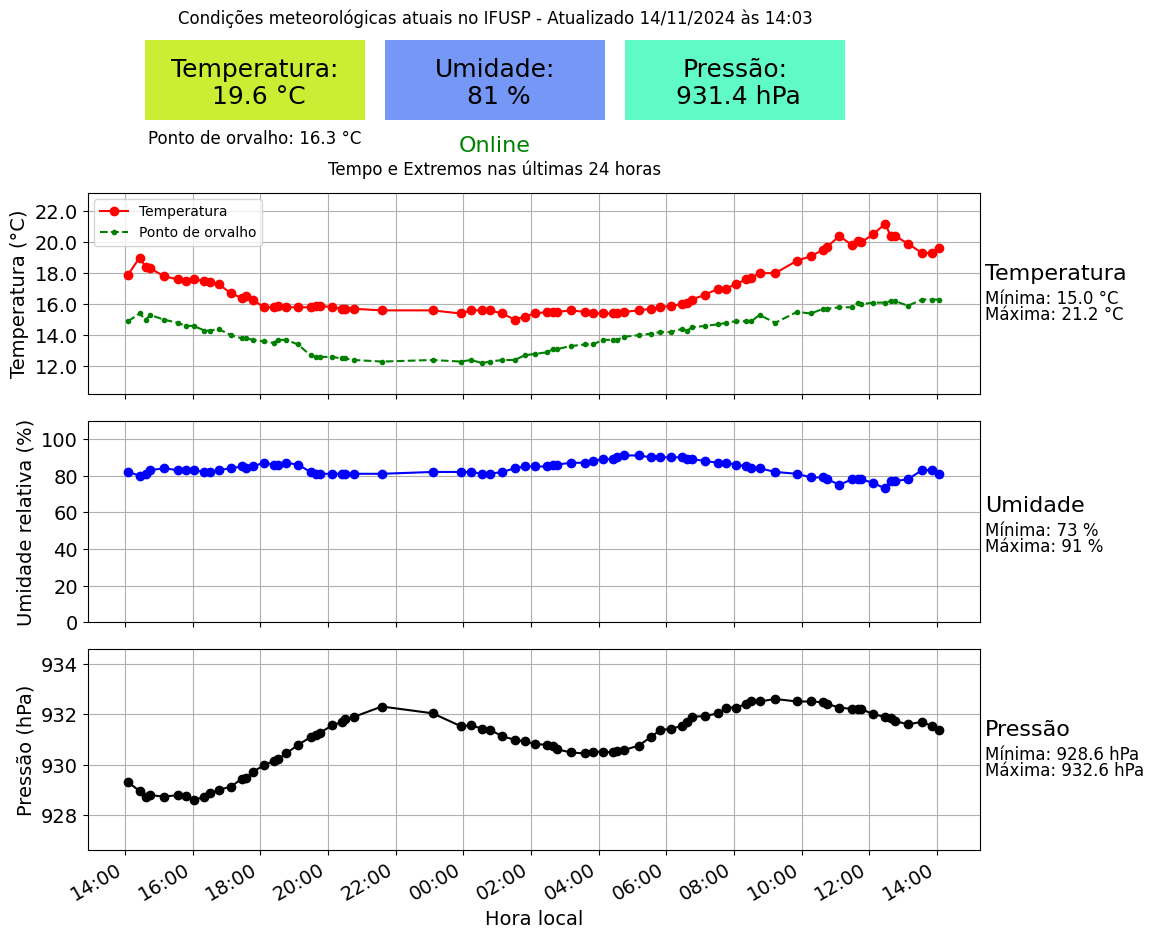 Condições meteorológicas atuais no IFUSP - Atualizado 14/11/2024 às 14:03
Temperatura:
19.6 °C
Umidade:
81 %
Pressão:
931.4 hPa
Ponto de orvalho: 16.3 °C
Online
Tempo e Extremos nas últimas 24 horas
Temperatura (°C)
22.0
20.0
18.0
16.0
14.0
12.0
Temperatura
Ponto de orvalho
Temperatura
Mínima: 15.0 °C
Máxima: 21.2 °C
Umidade relativa (%)
100
80
60
40
20
0
Umidade
Mínima: 73 %
Máxima: 91 %
Pressão (hPa)
934
932
930
928
Pressão
Mínima: 928.6 hPa
Máxima: 932.6 hPa
14:00 16:00 18:00 20:00 22:00 00:00 02:00 04:00 06:00 08:00 10:00 12:00 14:00
Hora local